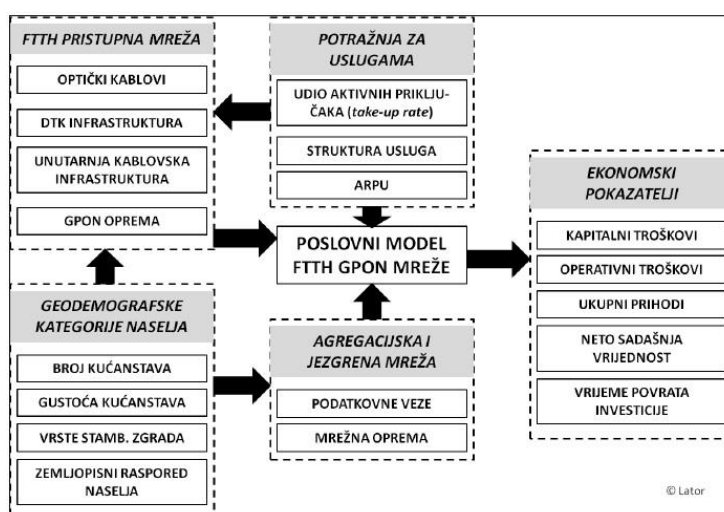 FTTH PRISTUPNA MREŽA
OPTIČKI KABLOVI
DTK INFRASTRUKTURA
UNUTARNJA KABLOVSKA
INFRASTRUKTURA
GPON OPREMA
POTRAŽNJA ZA
USLUGAMA
UDIO AKTIVNIH PRIKLJU-
ČAKA (take-up rate)
STRUKTURA USLUGA
ARPU
POSLOVNI MODEL
FTTH GPON MREŽE
EKONOMSKI
POKAZATELJI
KAPITALNI TROŠKOVI
OPERATIVNI TROŠKOVI
UKUPNI PRIHODI
NETO SADAŠNJA
VRIJEDNOST
VRIJEME POVRATA
INVESTICIJE
GEODEMOGRAFSKE
KATEGORIJE NASELJA
BROJ KUĆANSTAVA
GUSTOĆA KUĆANSTAVA
VRSTE STAMB. ZGRADA
ZEMLJOPISNI RASPORED
NASELJA
AGREGACIJSKA I
JEZGRENA MREŽA
PODATKOVNE VEZE
MREŽNA OPREMA
© Lator